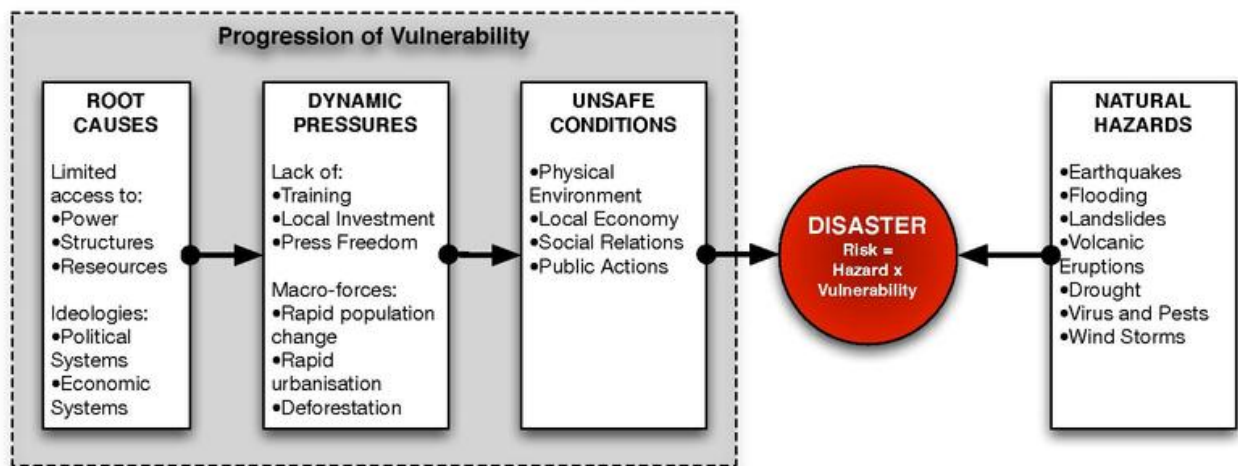 Progression of Vulnerability
ROOT
CAUSES
Limited
access to:
•Power
•Structures
•Reseources
Ideologies:
•Political
Systems
•Economic
Systems
DYNAMIC
PRESSURES
Lack of:
•Training
•Local Investment
•Press Freedom
Macro-forces:
•Rapid population
change
•Rapid
urbanisation
•Deforestation
UNSAFE
CONDITIONS
•Physical
Environment
•Local Economy
•Social Relations
•Public Actions
DISASTER
Risk =
Hazard x
Vulnerability
NATURAL
HAZARDS
•Earthquakes
•Flooding
•Landslides
•Volcanic
Eruptions
•Drought
•Virus and Pests
•Wind Storms